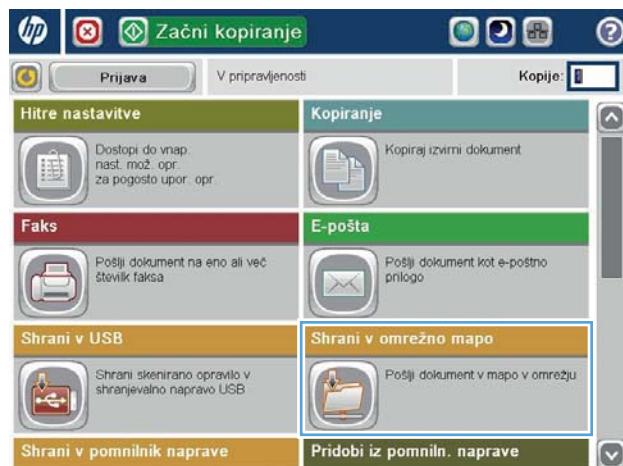 hp
Začni kopiranje
?
Prijava
V pripravljenosti
Kopije:
Hitre nastavitve
Kopiranje
Dostopi do vnap.
nast. mož. opr.
za pogosto upor. opr.
Kopiraj izvirni dokument
Faks
E-pošta
Pošlji dokument na eno ali več
številk faksa
Pošlji dokument kot e-poštno
prilogo
Shrani v USB
Shrani v omrežno mapo
Shrani skenirano opravilo v
shranjevalno napravo USB
Pošlji dokument v mapo v omrežju
Shrani v pomnilnik naprave
Pridobi iz pomniln. naprave